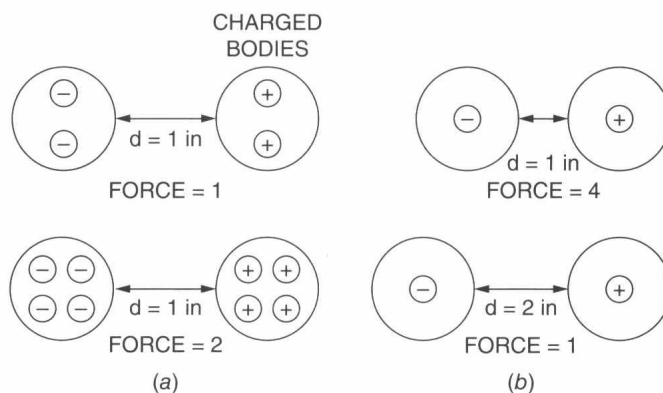 CHARGED
BODIES
− +
− +
d = 1 in
FORCE = 1
− − + +
− − + +
d = 1 in
FORCE = 2
(a)
− +
d = 1 in
FORCE = 4
− +
d = 2 in
FORCE = 1
(b)